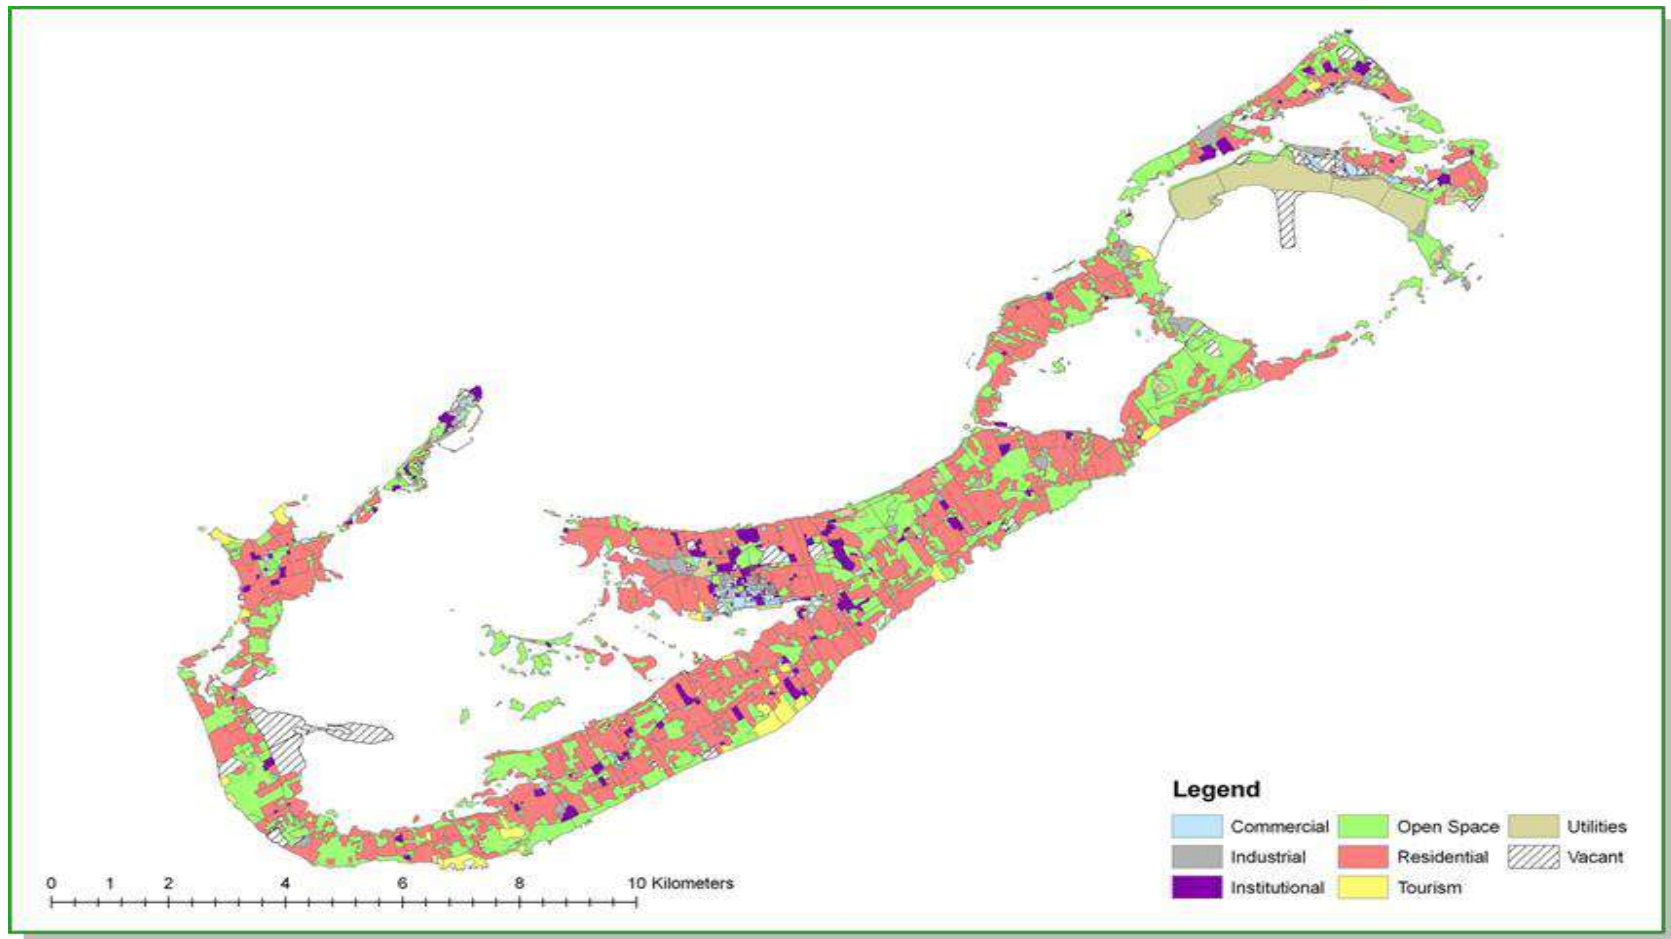 Legend
Commercial Open Space Utilities
Industrial Residential Vacant
Institutional Tourism
0 1 2 4 6 8 10 Kilometers